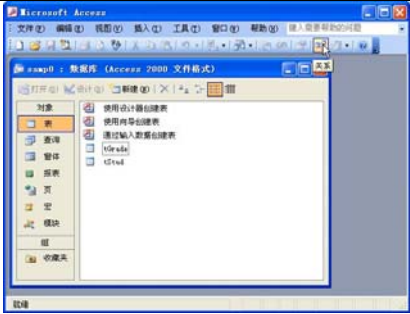 Microsoft Access
文件(F) 编辑(E) 视图(V) 插入(I) 工具(T) 窗口(W) 帮助(H) 键入需要帮助的问题
关系
samp0 : 数据库 (Access 2000 文件格式)
打开(O) 设计(D) 新建(N)
对象
表
查询
窗体
报表
页
宏
模块
组
收藏夹
使用设计器创建表
使用向导创建表
通过输入数据创建表
tGrade
tStud
就绪